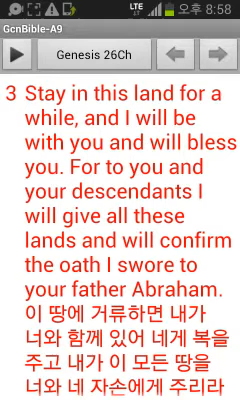 LTE
오후 8:58
GcnBible-A9
Genesis 26Ch
3 Stay in this land for a
while, and I will be
with you and will bless
you. For to you and
your descendants I
will give all these
lands and will confirm
the oath I swore to
your father Abraham.
이 땅에 거류하면 내가
너와 함께 있어 네게 복을
주고 내가 이 모든 땅을
너와 네 자손에게 주리라